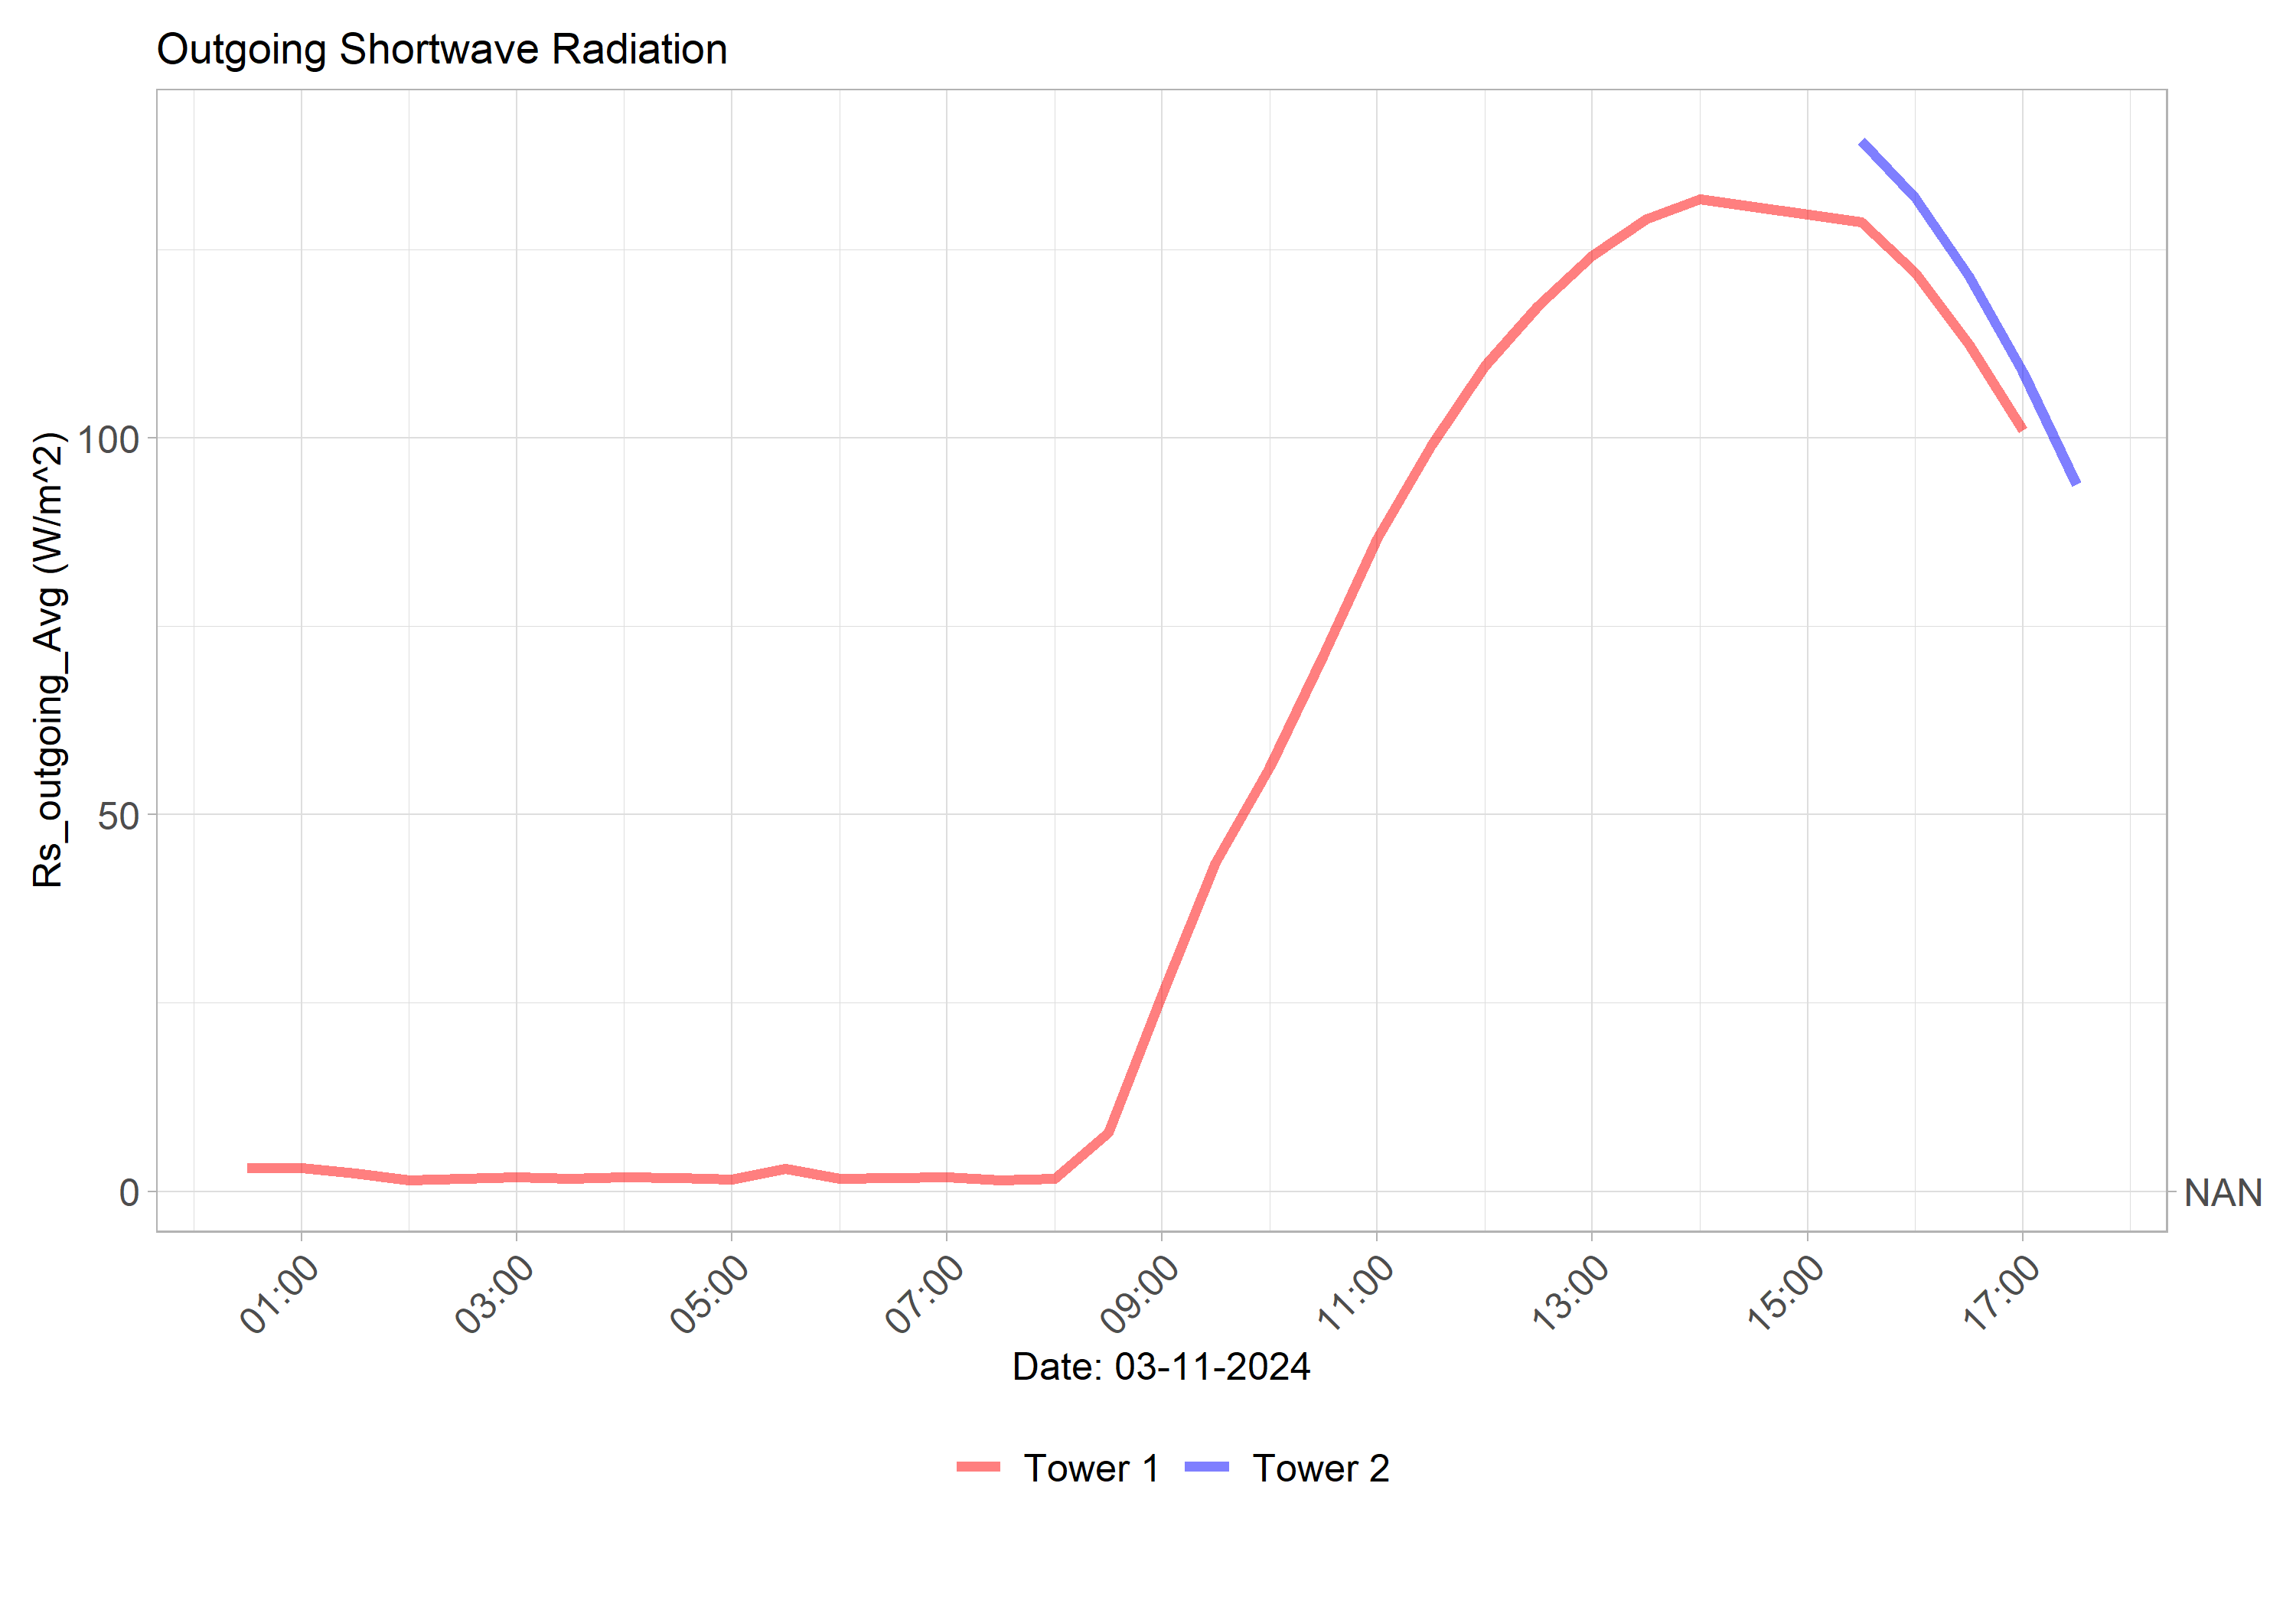 Outgoing Shortwave Radiation
Rs_outgoing_Avg (W/m^2)
100
50
0
NAN
01:00
03:00
05:00
07:00
09:00
11:00
13:00
15:00
17:00
Date: 03-11-2024
Tower 1
Tower 2